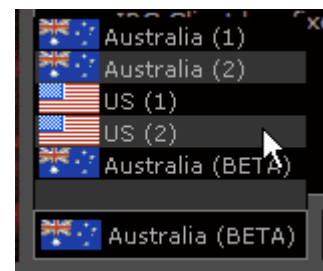 Australia (1)
Australia (2)
US (1)
US (2)
Australia (BETA)
Australia (BETA)